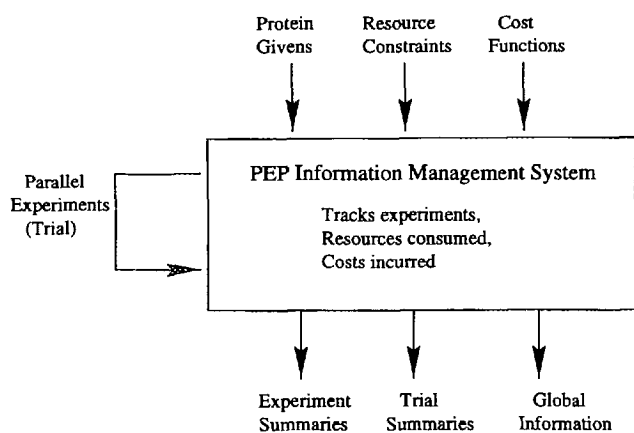 Protein Givens
Resource Constraints
Cost Functions
PEP Information Management System
Tracks experiments,
Resources consumed,
Costs incurred
Parallel
Experiments
(Trial)
Experiment Summaries
Trial Summaries
Global Information